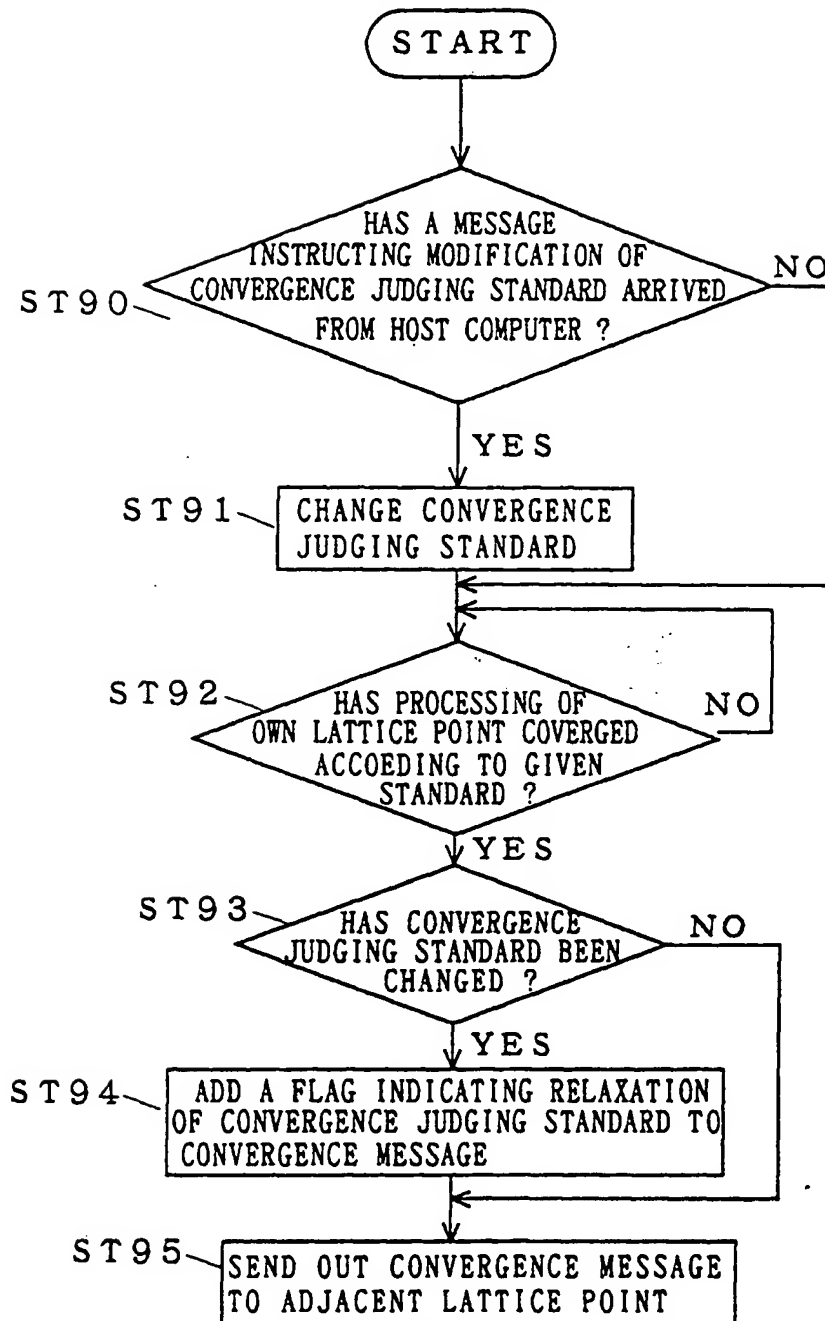 START
HAS A MESSAGE
INSTRUCTING MODIFICATION OF
CONVERGENCE JUDGING STANDARD ARRIVED
FROM HOST COMPUTER ?
NO
ST90
YES
ST91
CHANGE CONVERGENCE
JUDGING STANDARD
ST92
HAS PROCESSING OF
OWN LATTICE POINT COVERGED
ACCOEDING TO GIVEN
STANDARD ?
NO
YES
ST93
HAS CONVERGENCE
JUDGING STANDARD BEEN
CHANGED ?
NO
YES
ST94
ADD A FLAG INDICATING RELAXATION
OF CONVERGENCE JUDGING STANDARD TO
CONVERGENCE MESSAGE
ST95
SEND OUT CONVERGENCE MESSAGE
TO ADJACENT LATTICE POINT